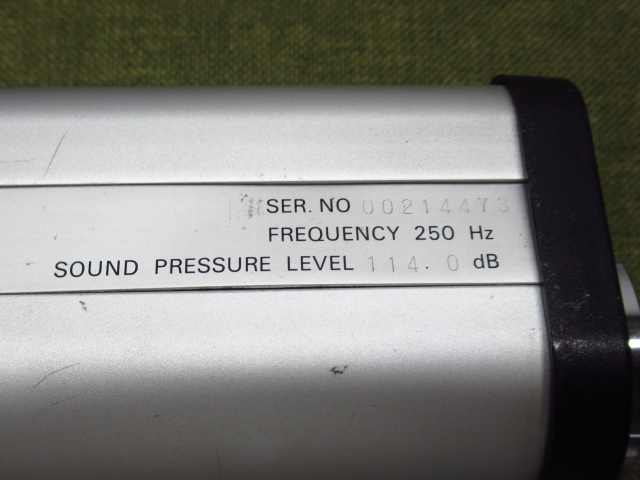 SER. NO 00214473
FREQUENCY 250 Hz
SOUND PRESSURE LEVEL 114.0 dB